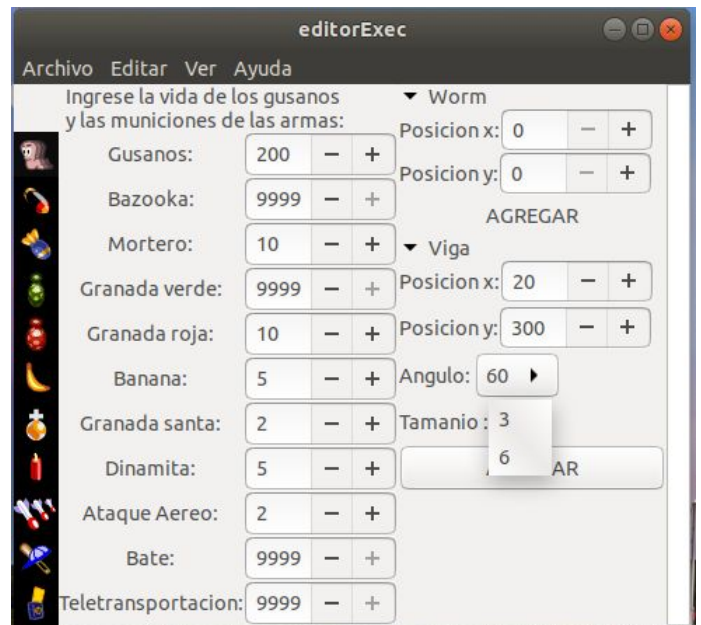 editorExec
Archivo Editar Ver Ayuda
Ingrese la vida de los gusanos
y las municiones de las armas:
Gusanos: 200 − +
Bazooka: 9999 − +
Mortero: 10 − +
Granada verde: 9999 − +
Granada roja: 10 − +
Banana: 5 − +
Granada santa: 2 − +
Dinamita: 5 − +
Ataque Aereo: 2 − +
Bate: 9999 − +
Teletransportacion: 9999 − +
Worm
Posicion x: 0 − +
Posicion y: 0 − +
AGREGAR
Viga
Posicion x: 20 − +
Posicion y: 300 − +
Angulo: 60
Tamanio : 3
6
AR